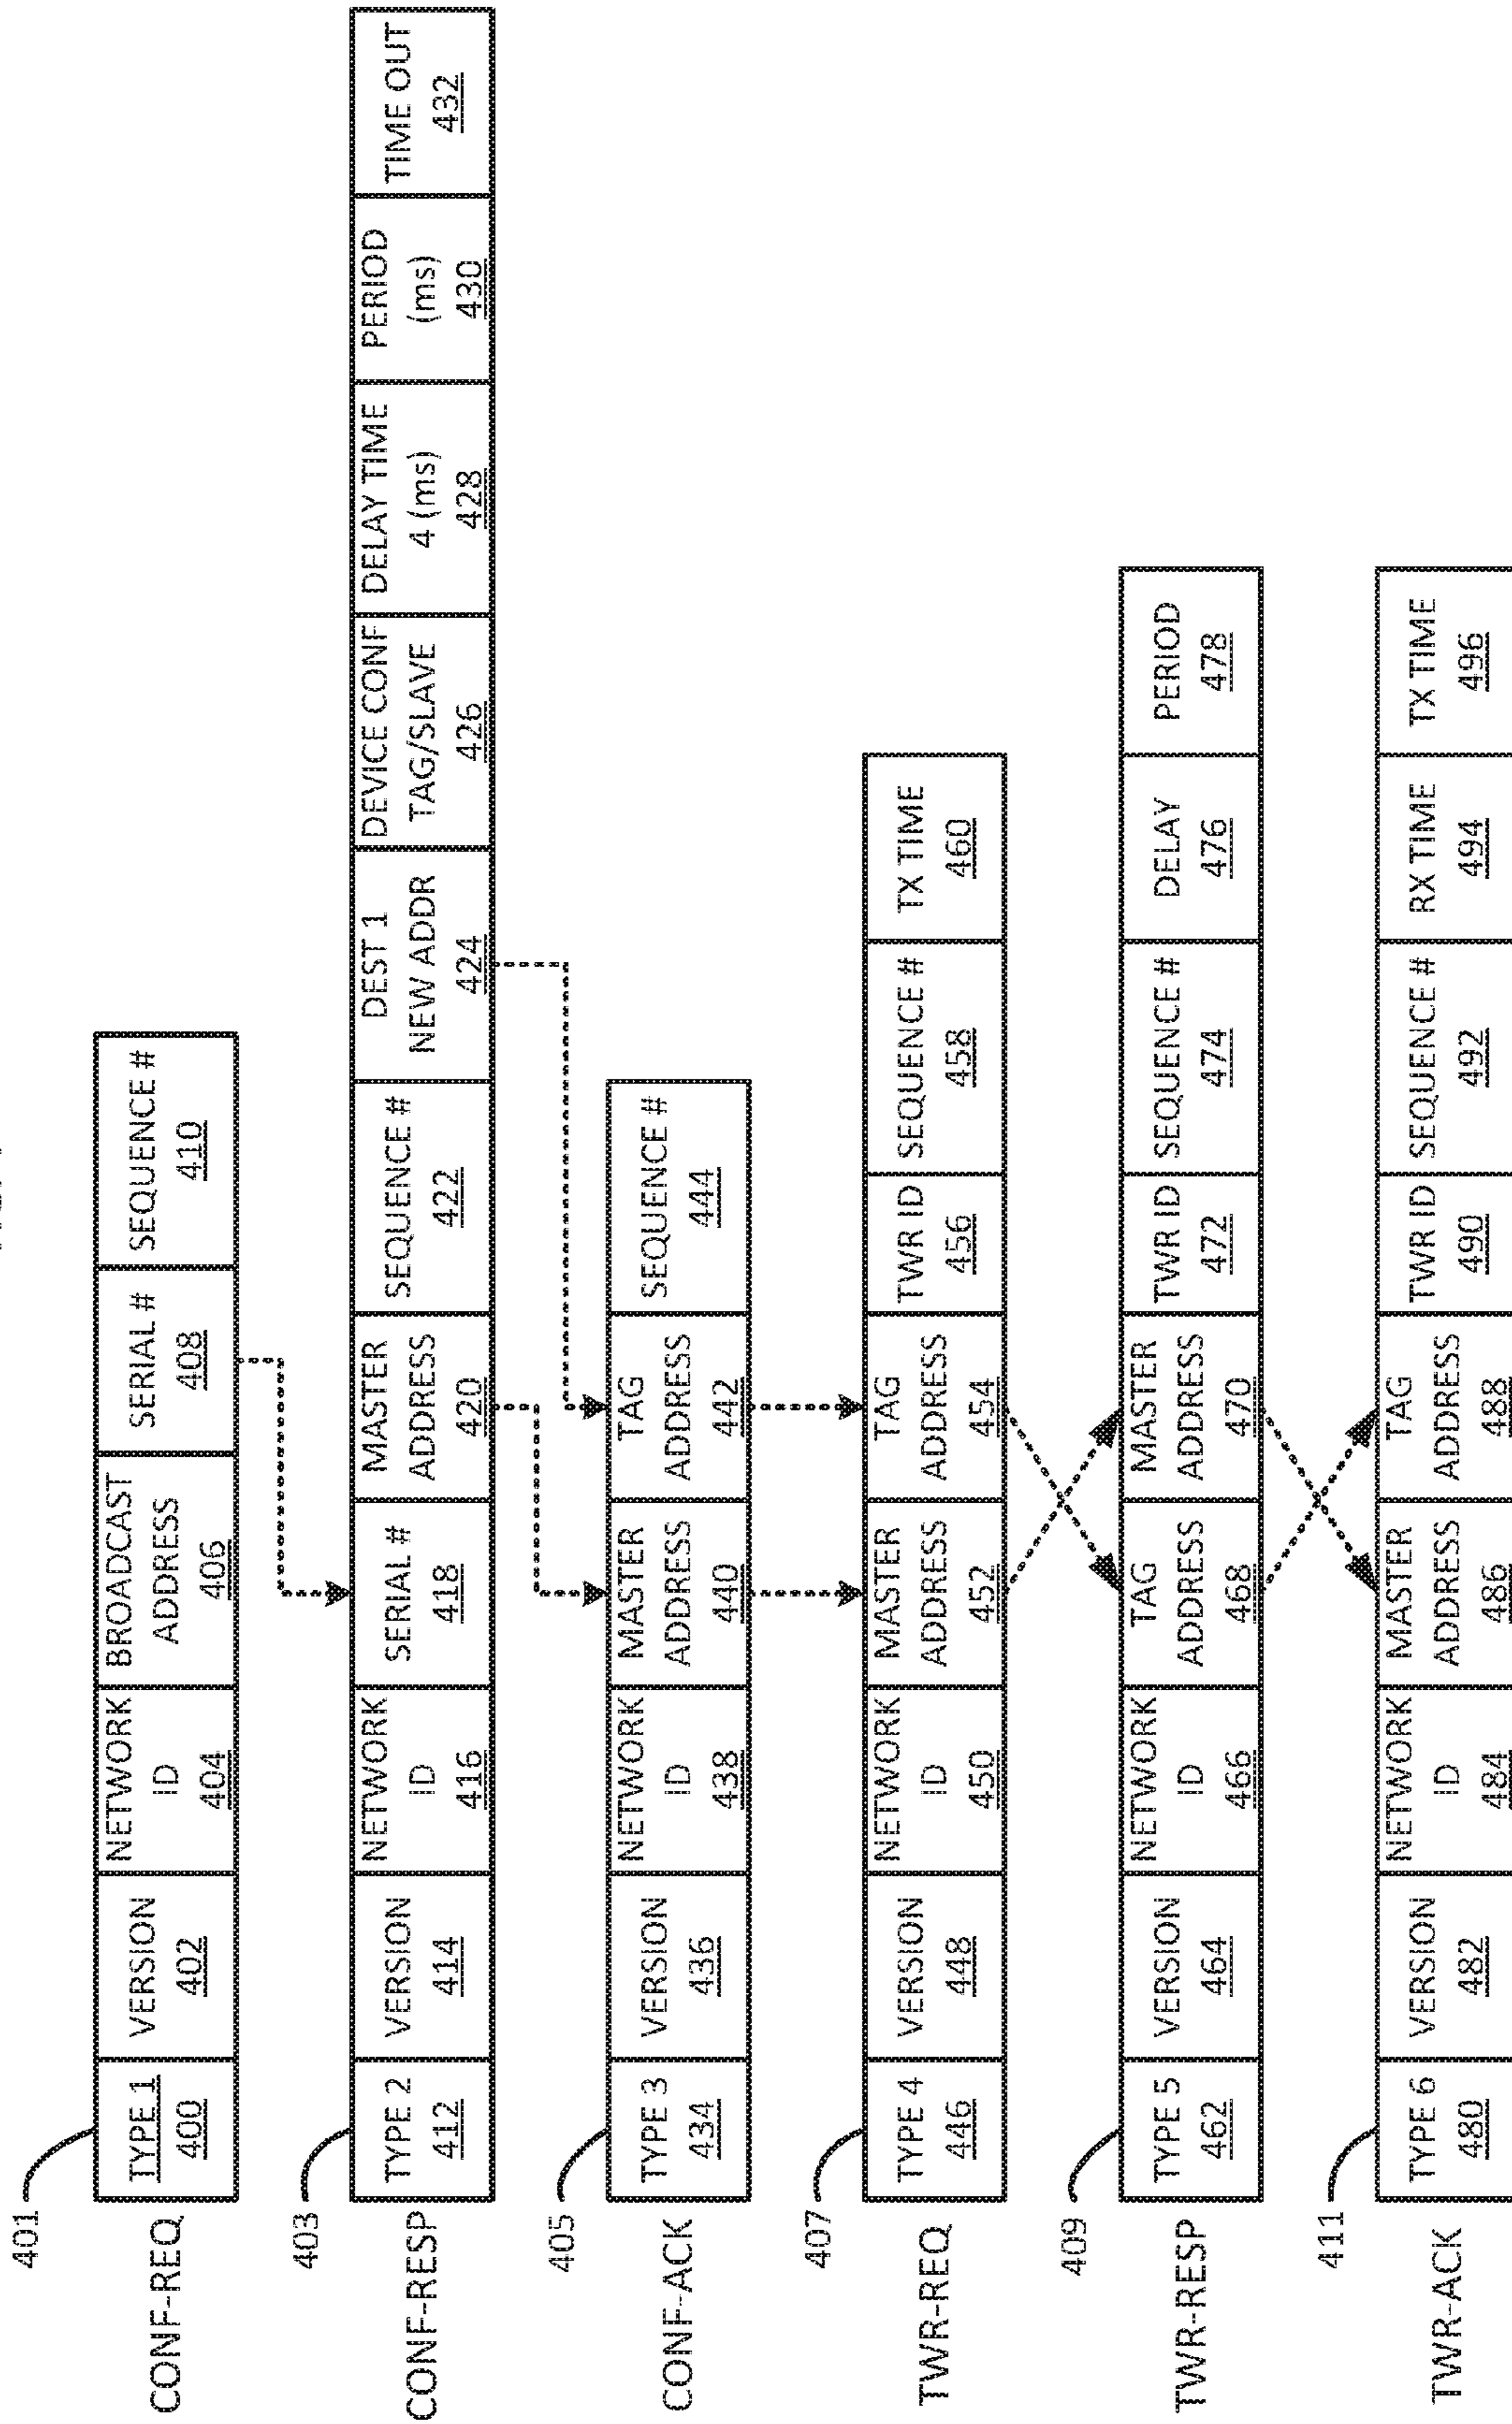 401
CONF-REQ
TYPE 1
400
VERSION
402
NETWORK
ID
404
BROADCAST
ADDRESS
406
SERIAL #
408
SEQUENCE #
410
403
CONF-RESP
TYPE 2
412
VERSION
414
NETWORK
ID
416
SERIAL #
418
MASTER
ADDRESS
420
SEQUENCE #
422
DEST 1
NEW ADDR
424
DEVICE CONF
TAG/SLAVE
426
DELAY TIME
4 (ms)
428
PERIOD
(ms)
430
TIME OUT
432
405
CONF-ACK
TYPE 3
434
VERSION
436
NETWORK
ID
438
MASTER
ADDRESS
440
TAG
ADDRESS
442
SEQUENCE #
444
407
TWR-REQ
TYPE 4
446
VERSION
448
NETWORK
ID
450
MASTER
ADDRESS
452
TAG
ADDRESS
454
TWR ID
456
SEQUENCE #
458
TX TIME
460
409
TWR-RESP
TYPE 5
462
VERSION
464
NETWORK
ID
466
TAG
ADDRESS
468
MASTER
ADDRESS
470
TWR ID
472
SEQUENCE #
474
DELAY
476
PERIOD
478
411
TWR-ACK
TYPE 6
480
VERSION
482
NETWORK
ID
484
MASTER
ADDRESS
486
TAG
ADDRESS
488
TWR ID
490
SEQUENCE #
492
RX TIME
494
TX TIME
496